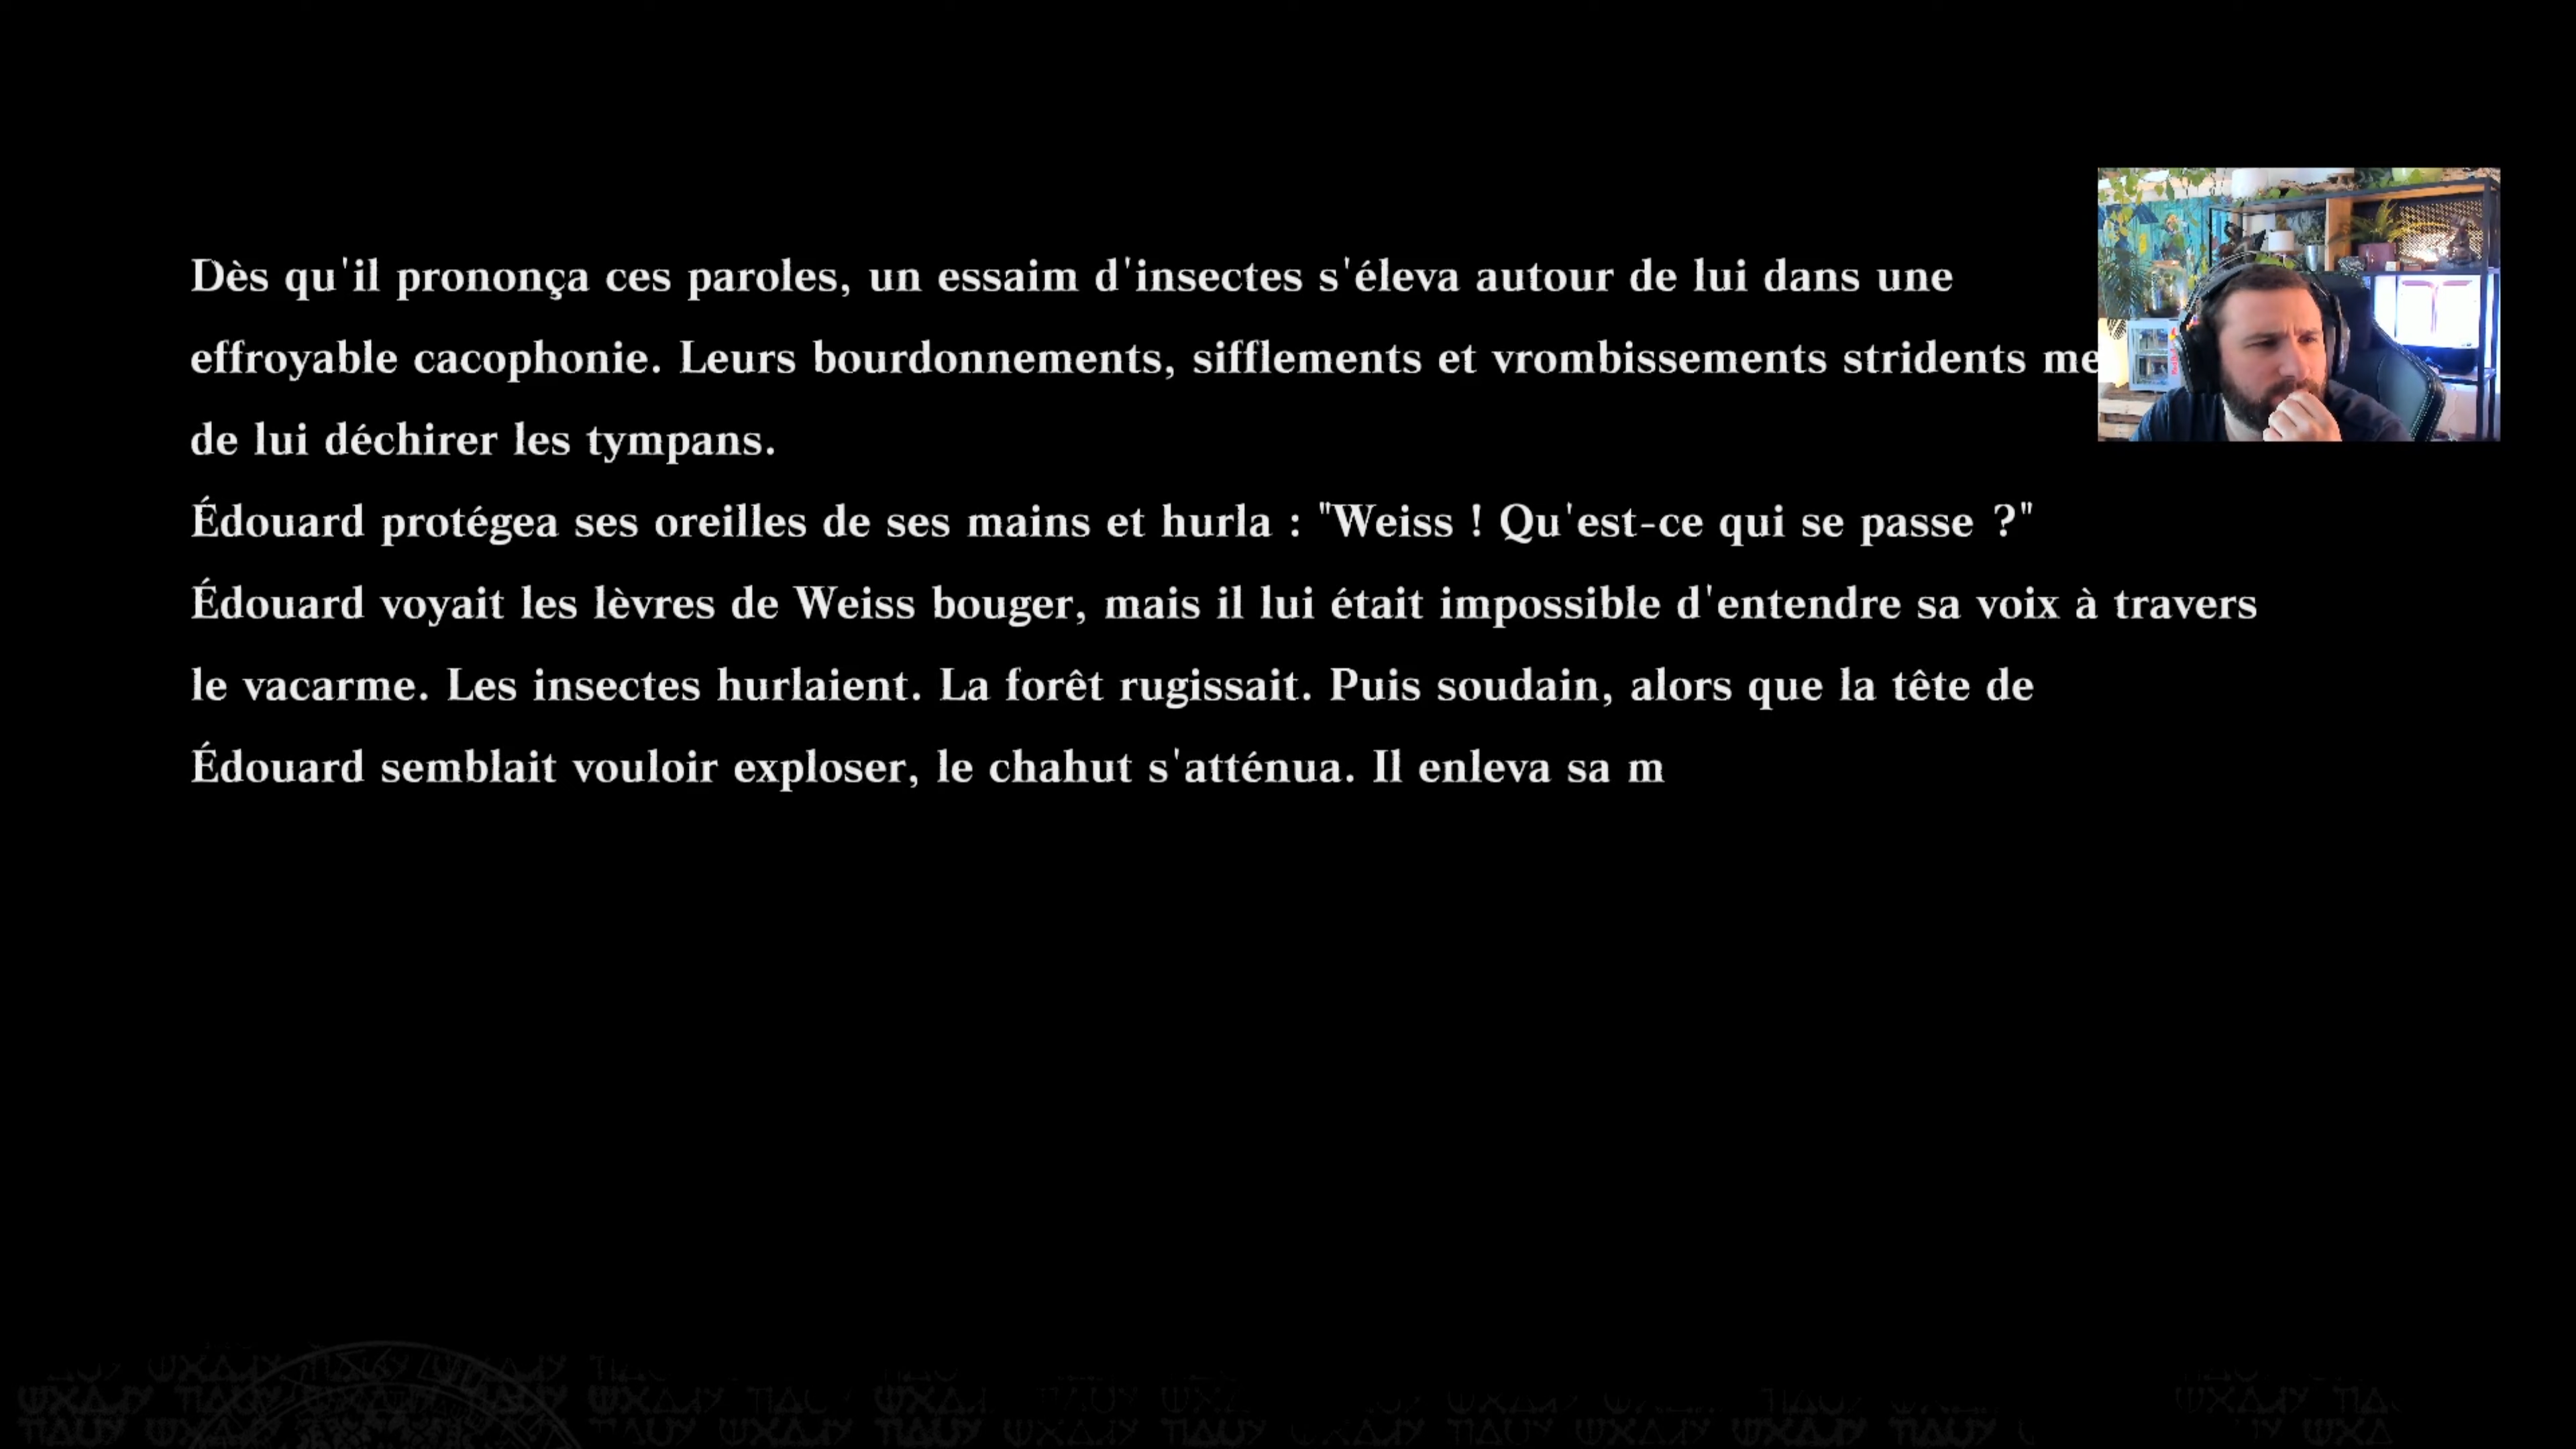 Dès qu'il prononça ces paroles, un essaim d'insectes s'éleva autour de lui dans une
effroyable cacophonie. Leurs bourdonnements, sifflements et vrombissements stridents
de lui déchirer les tympans.
Édouard protégea ses oreilles de ses mains et hurla : "Weiss ! Qu'est-ce qui se passe ?"
Édouard voyait les lèvres de Weiss bouger, mais il lui était impossible d'entendre sa voix à travers
le vacarme. Les insectes hurlaient. La forêt rugissait. Puis soudain, alors que la tête de
Édouard semblait vouloir exploser, le chahut s'atténua. Il enleva sa m